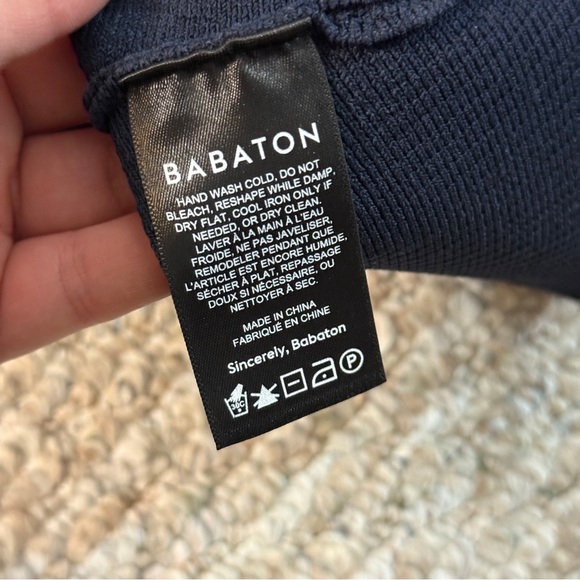 BABATON
HAND WASH COLD, DO NOT
BLEACH, RESHAPE WHILE DAMP,
DRY FLAT, COOL IRON ONLY IF
NEEDED, OR DRY CLEAN.
LAVER À LA MAIN À L'EAU
FROIDE, NE PAS JAVELISER,
REMODELER PENDANT QUE
L'ARTICLE EST ENCORE HUMIDE,
SÉCHER À PLAT, REPASSAGE
DOUX SI NÉCESSAIRE, OU
NETTOYER À SEC.
MADE IN CHINA
FABRIQUÉ EN CHINE
Sincerely, Babaton
30C P